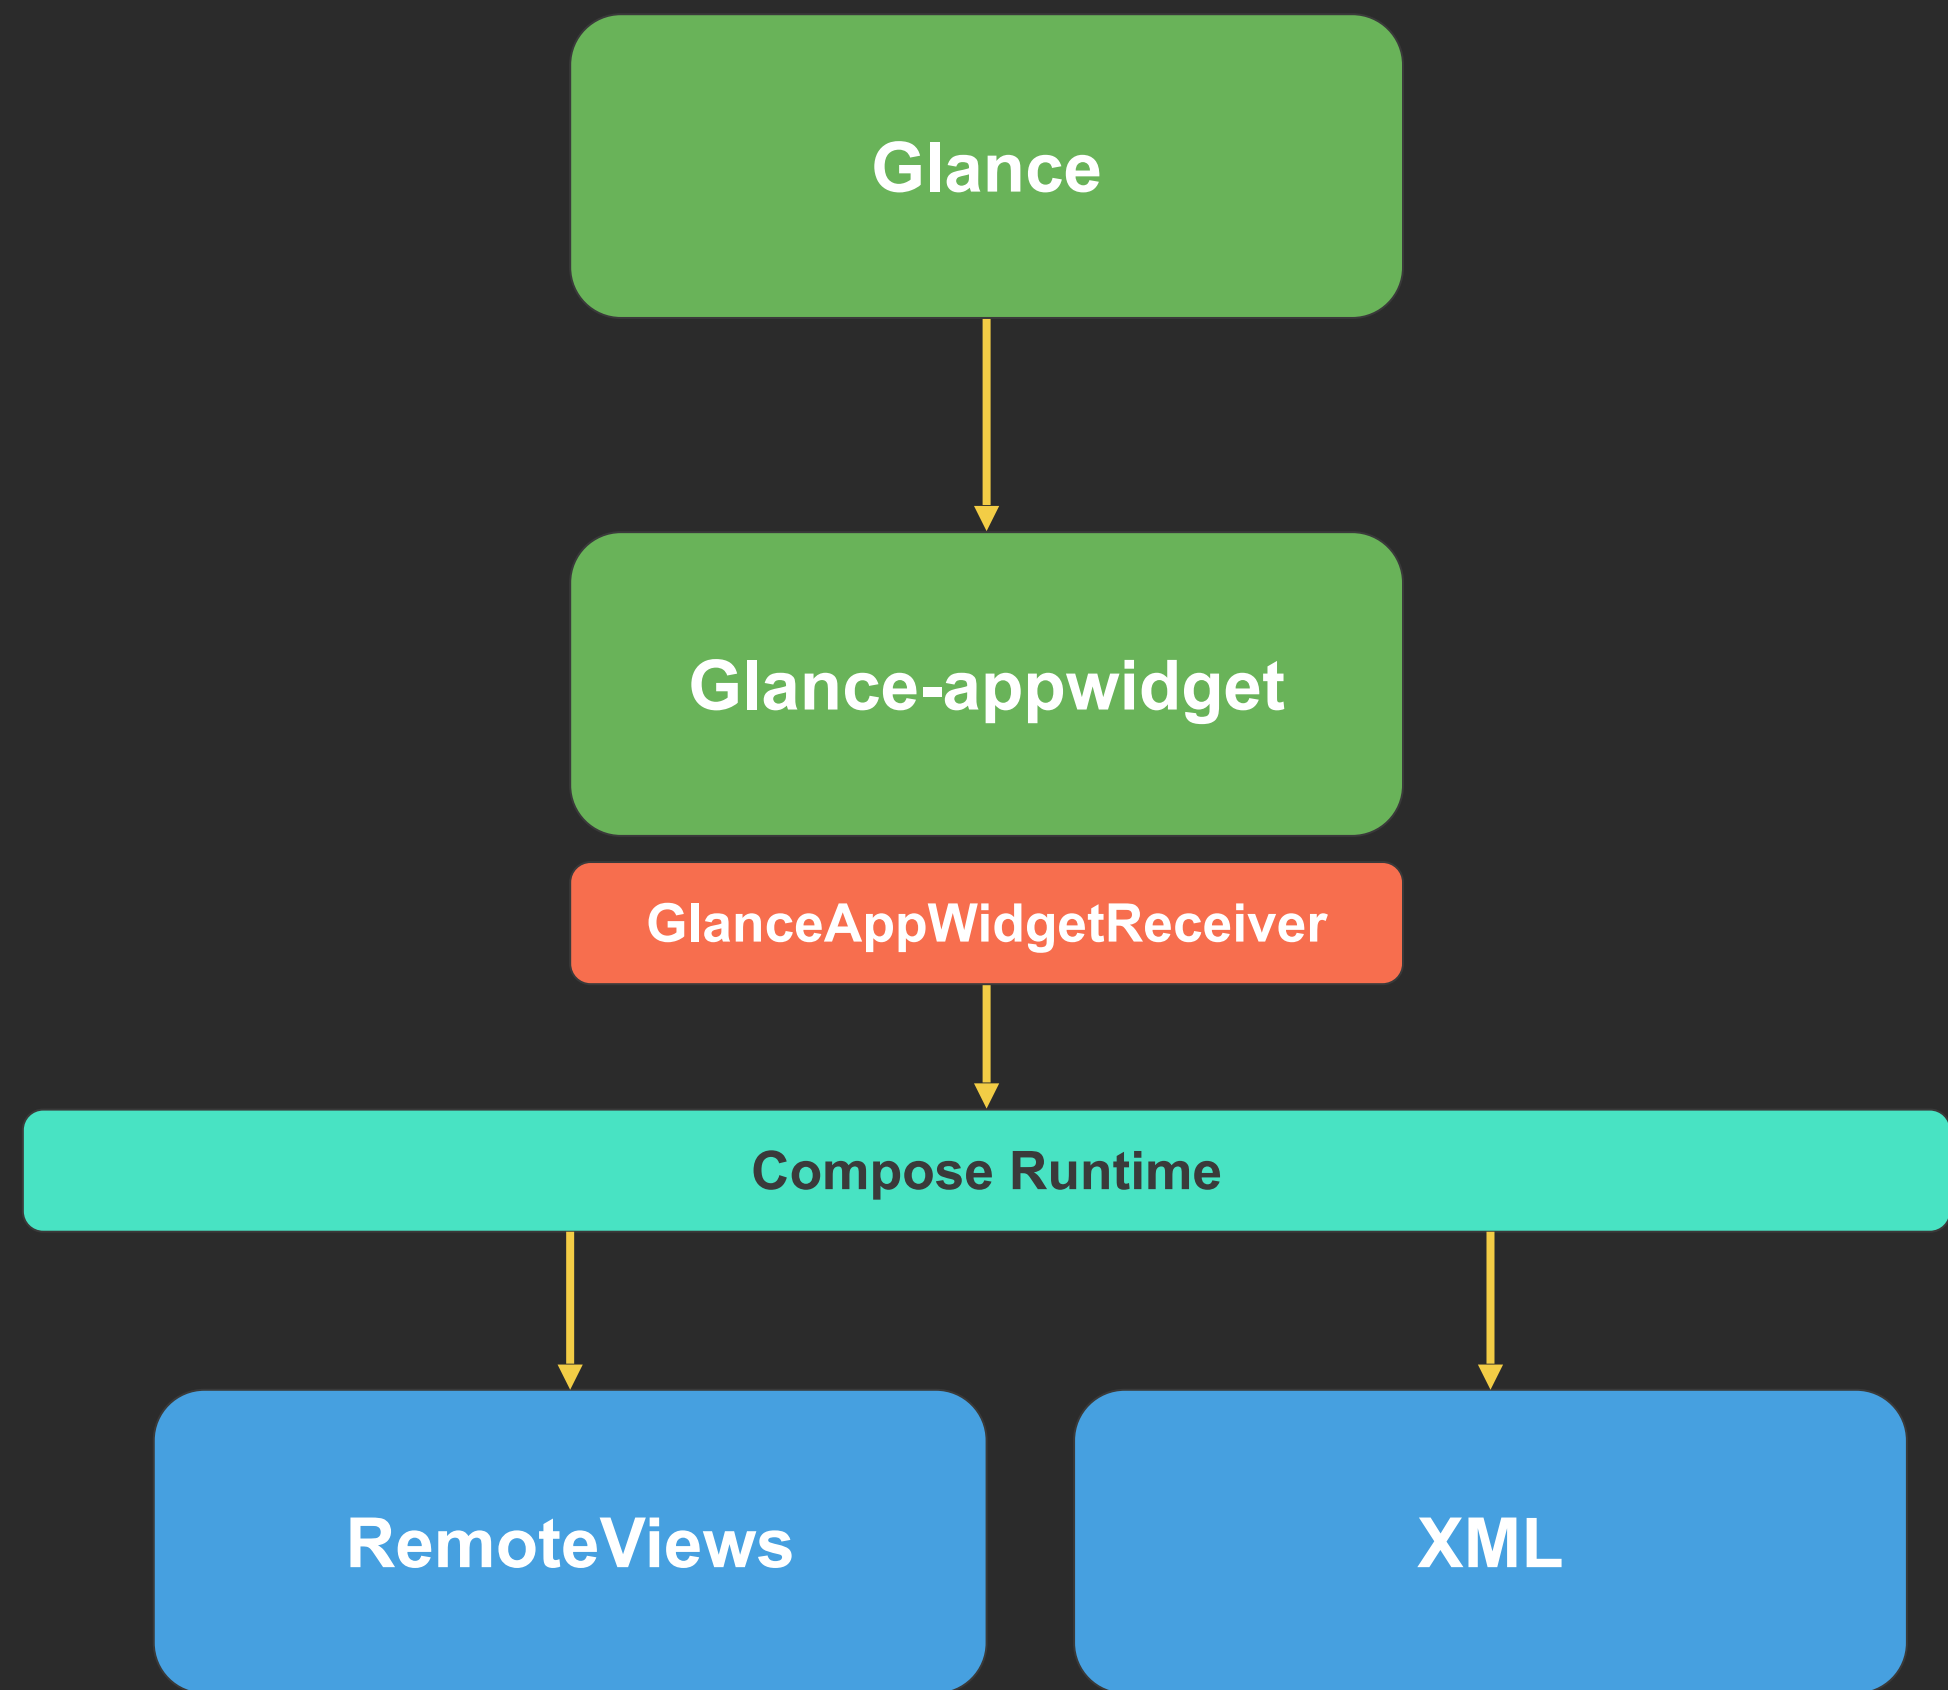 Glance
Glance-appwidget
GlanceAppWidgetReceiver
Compose Runtime
RemoteViews
XML